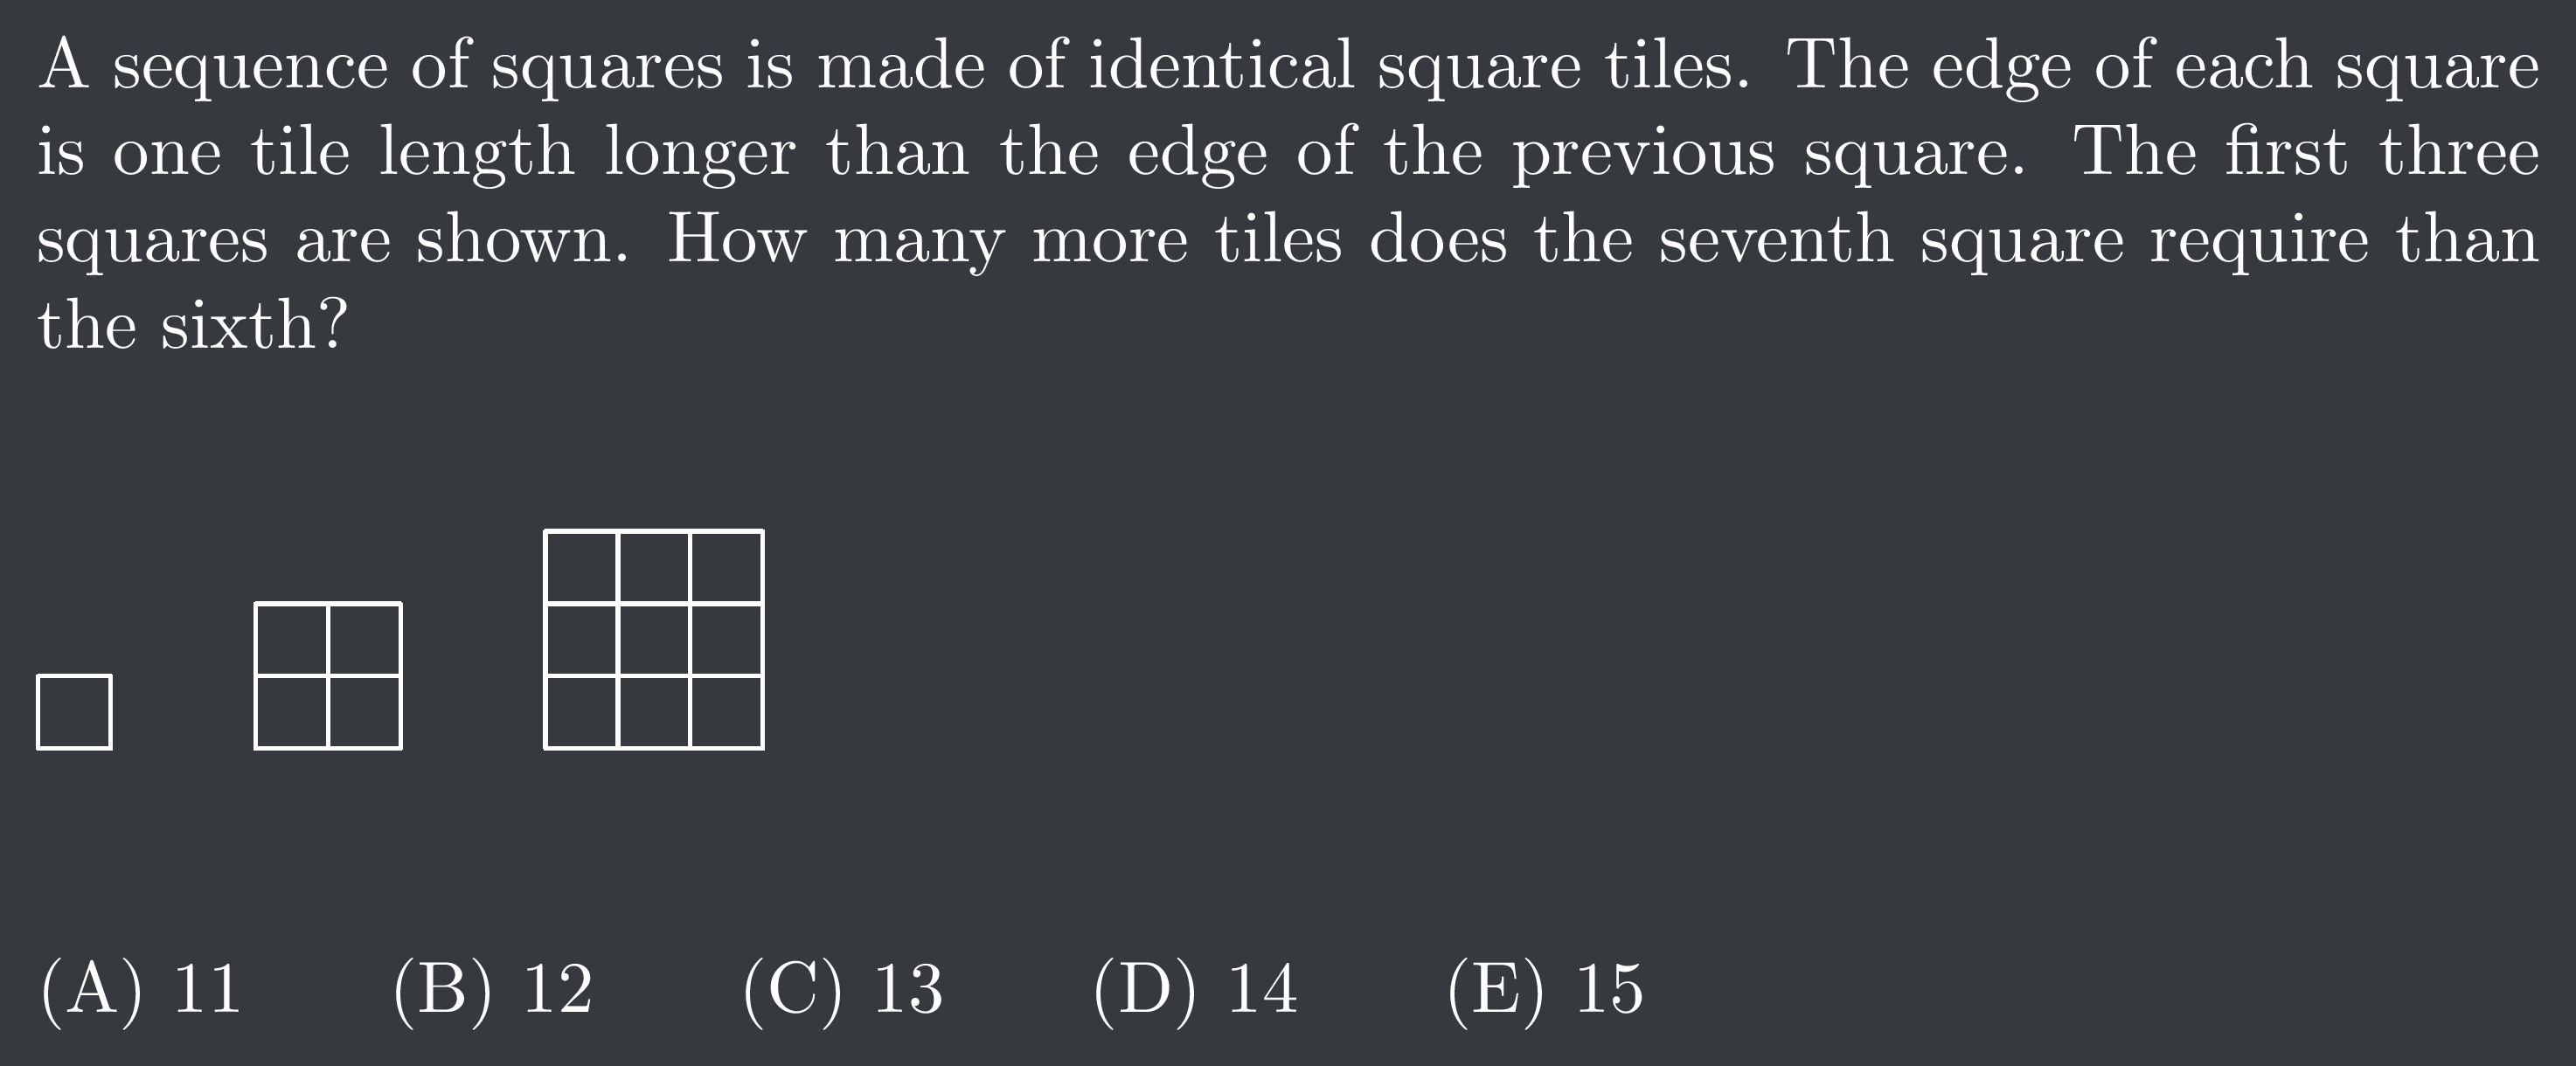 A sequence of squares is made of identical square tiles. The edge of each square
is one tile length longer than the edge of the previous square. The first three
squares are shown. How many more tiles does the seventh square require than
the sixth?
(A) 11 (B) 12 (C) 13 (D) 14 (E) 15